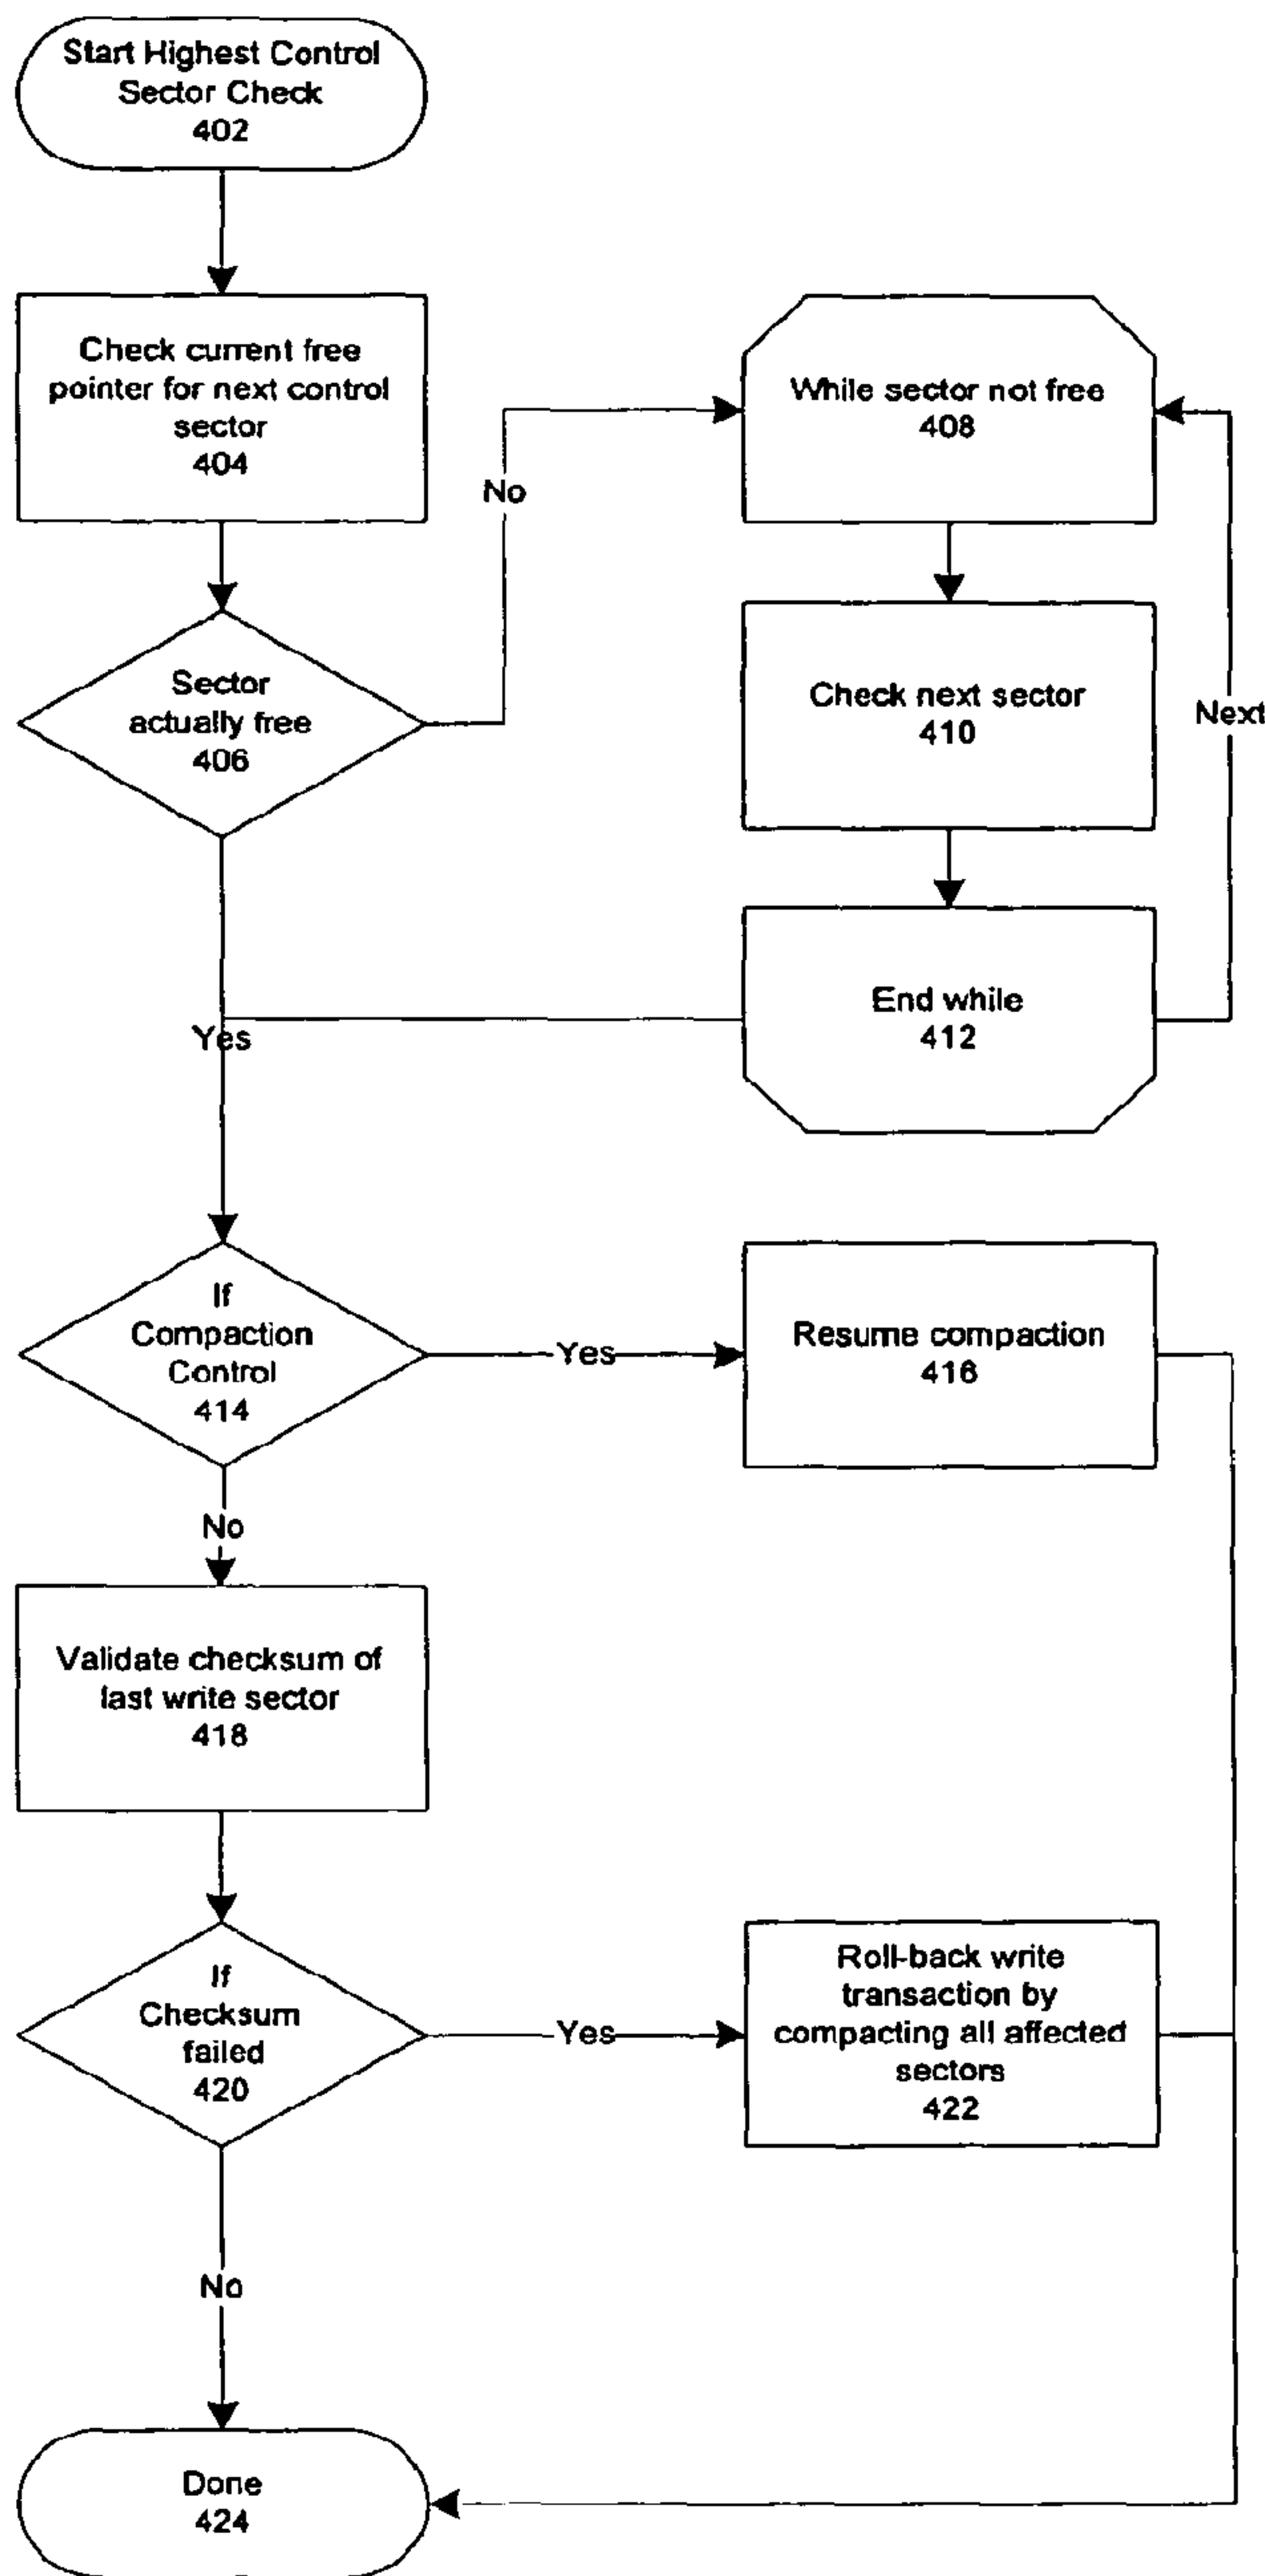 Start Highest Control
Sector Check
402
Check current free
pointer for next control
sector
404
While sector not free
408
No
Sector
actually free
406
Check next sector
410
Next
End while
412
Yes
If
Compaction
Control
414
Yes
Resume compaction
416
No
Validate checksum of
last write sector
418
If
Checksum
failed
420
Yes
Roll-back write
transaction by
compacting all affected
sectors
422
No
Done
424